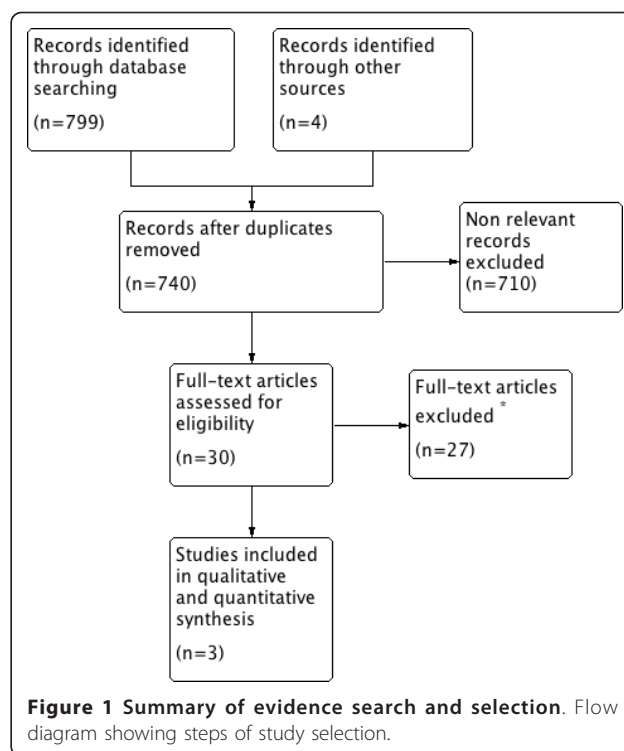 Records identified
through database
searching
(n=799)
Records identified
through other
sources
(n=4)
Records after duplicates
removed
(n=740)
Non relevant
records
excluded
(n=710)
Full-text articles
assessed for
eligibility
(n=30)
Full-text articles
excluded *
(n=27)
Studies included
in qualitative
and quantitative
synthesis
(n=3)
Figure 1 Summary of evidence search and selection. Flow
diagram showing steps of study selection.